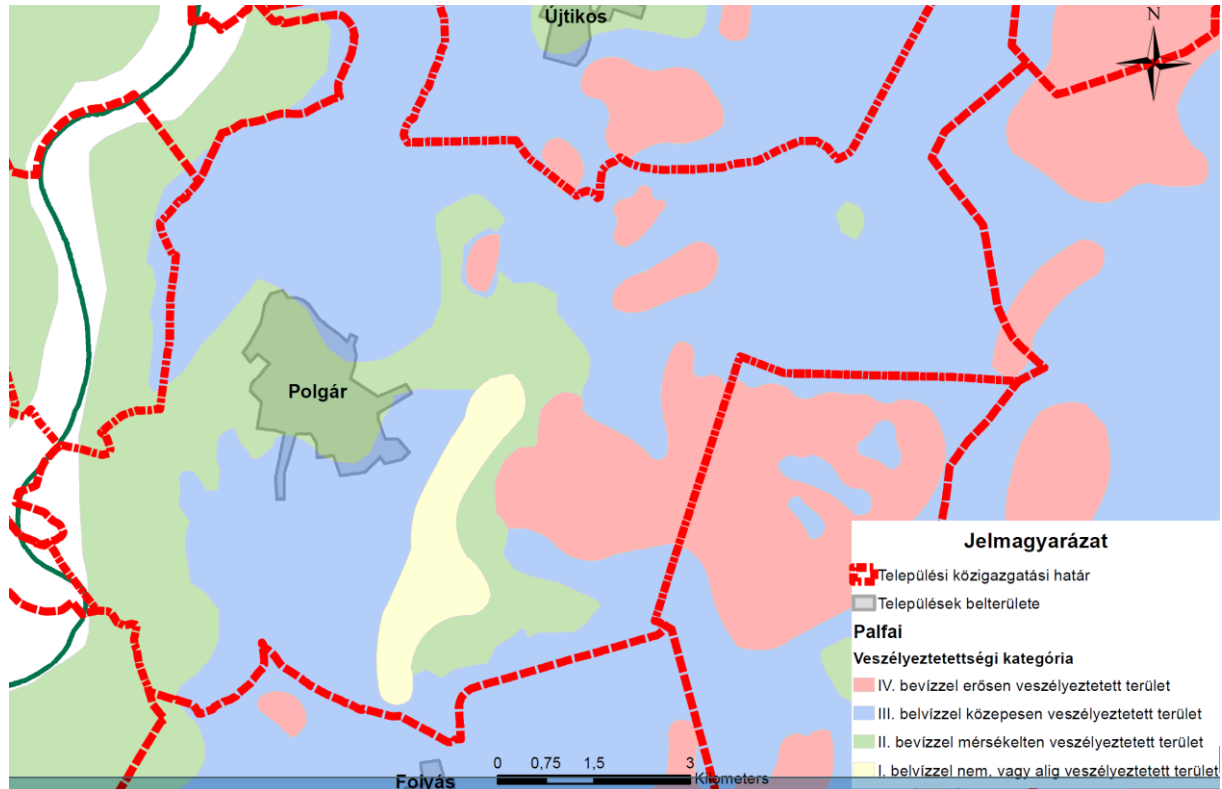 Újtikos
N
Polgár
Folyás
0 0,75 1,5 3
Kilometers
Jelmagyarázat
Települési közigazgatási határ
Települések belterülete
Palfai
Veszélyeztetettségi kategória
IV. bevízzel erősen veszélyeztetett terület
III. belvízzel közepesen veszélyeztetett terület
II. bevízzel mérsékelten veszélyeztetett terület
I. belvízzel nem. vagy alig veszélyeztetett terület